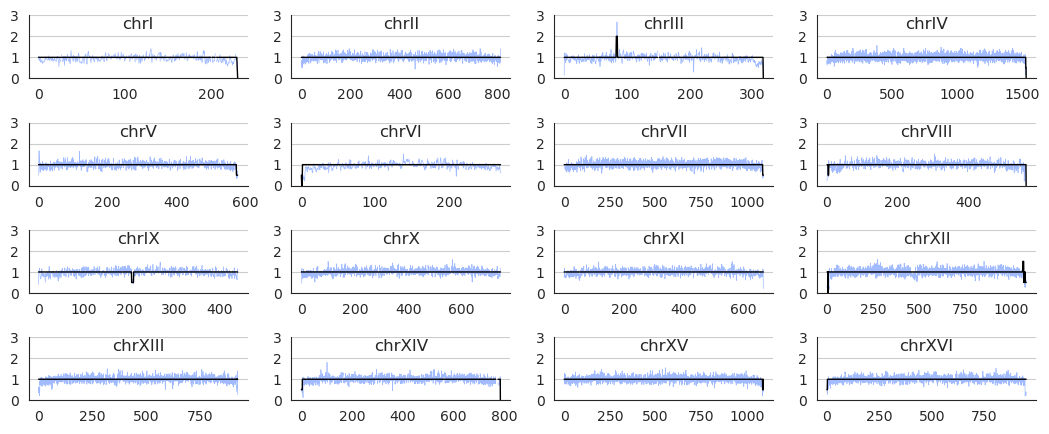 3 chrI
2
1
0
0 100 200
3 chrII
2
1
0
0 200 400 600 800
3 chrIII
2
1
0
0 100 200 300
3 chrIV
2
1
0
0 500 1000 1500
3 chrV
2
1
0
0 200 400 600
3 chrVI
2
1
0
0 100 200
3 chrVII
2
1
0
0 250 500 750 1000
3 chrVIII
2
1
0
0 200 400
3 chrIX
2
1
0
0 100 200 300 400
3 chrX
2
1
0
0 200 400 600
3 chrXI
2
1
0
0 200 400 600
3 chrXII
2
1
0
0 250 500 750 1000
3 chrXIII
2
1
0
0 250 500 750
3 chrXIV
2
1
0
0 200 400 600 800
3 chrXV
2
1
0
0 250 500 750 1000
3 chrXVI
2
1
0
0 250 500 750